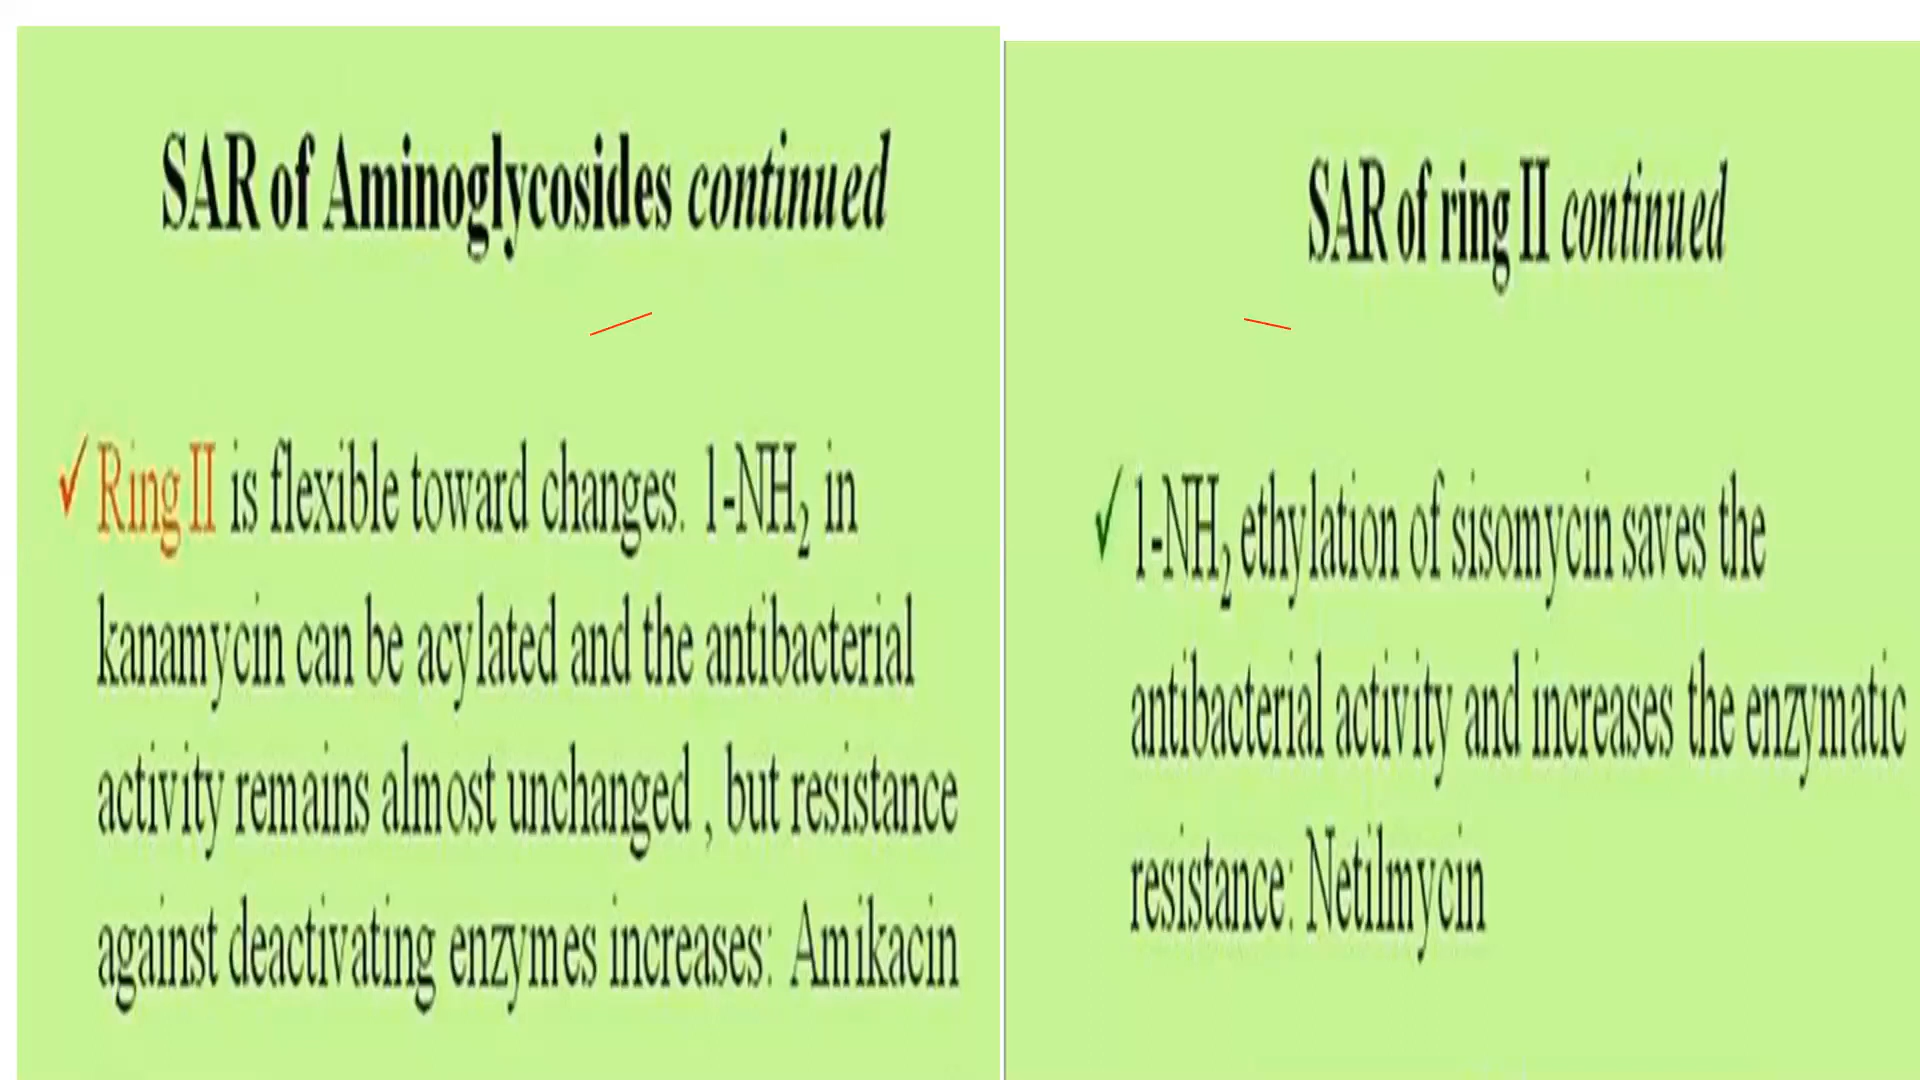 SAR of Aminoglycosides continued
✓ Ring II is flexible toward changes. 1-NH₂ in
kanamycin can be acylated and the antibacterial
activity remains almost unchanged , but resistance
against deactivating enzymes increases: Amikacin
SAR of ring II continued
✓ 1-NH₂ ethylation of sisomycin saves the
antibacterial activity and increases the enzymatic
resistance: Netilmycin